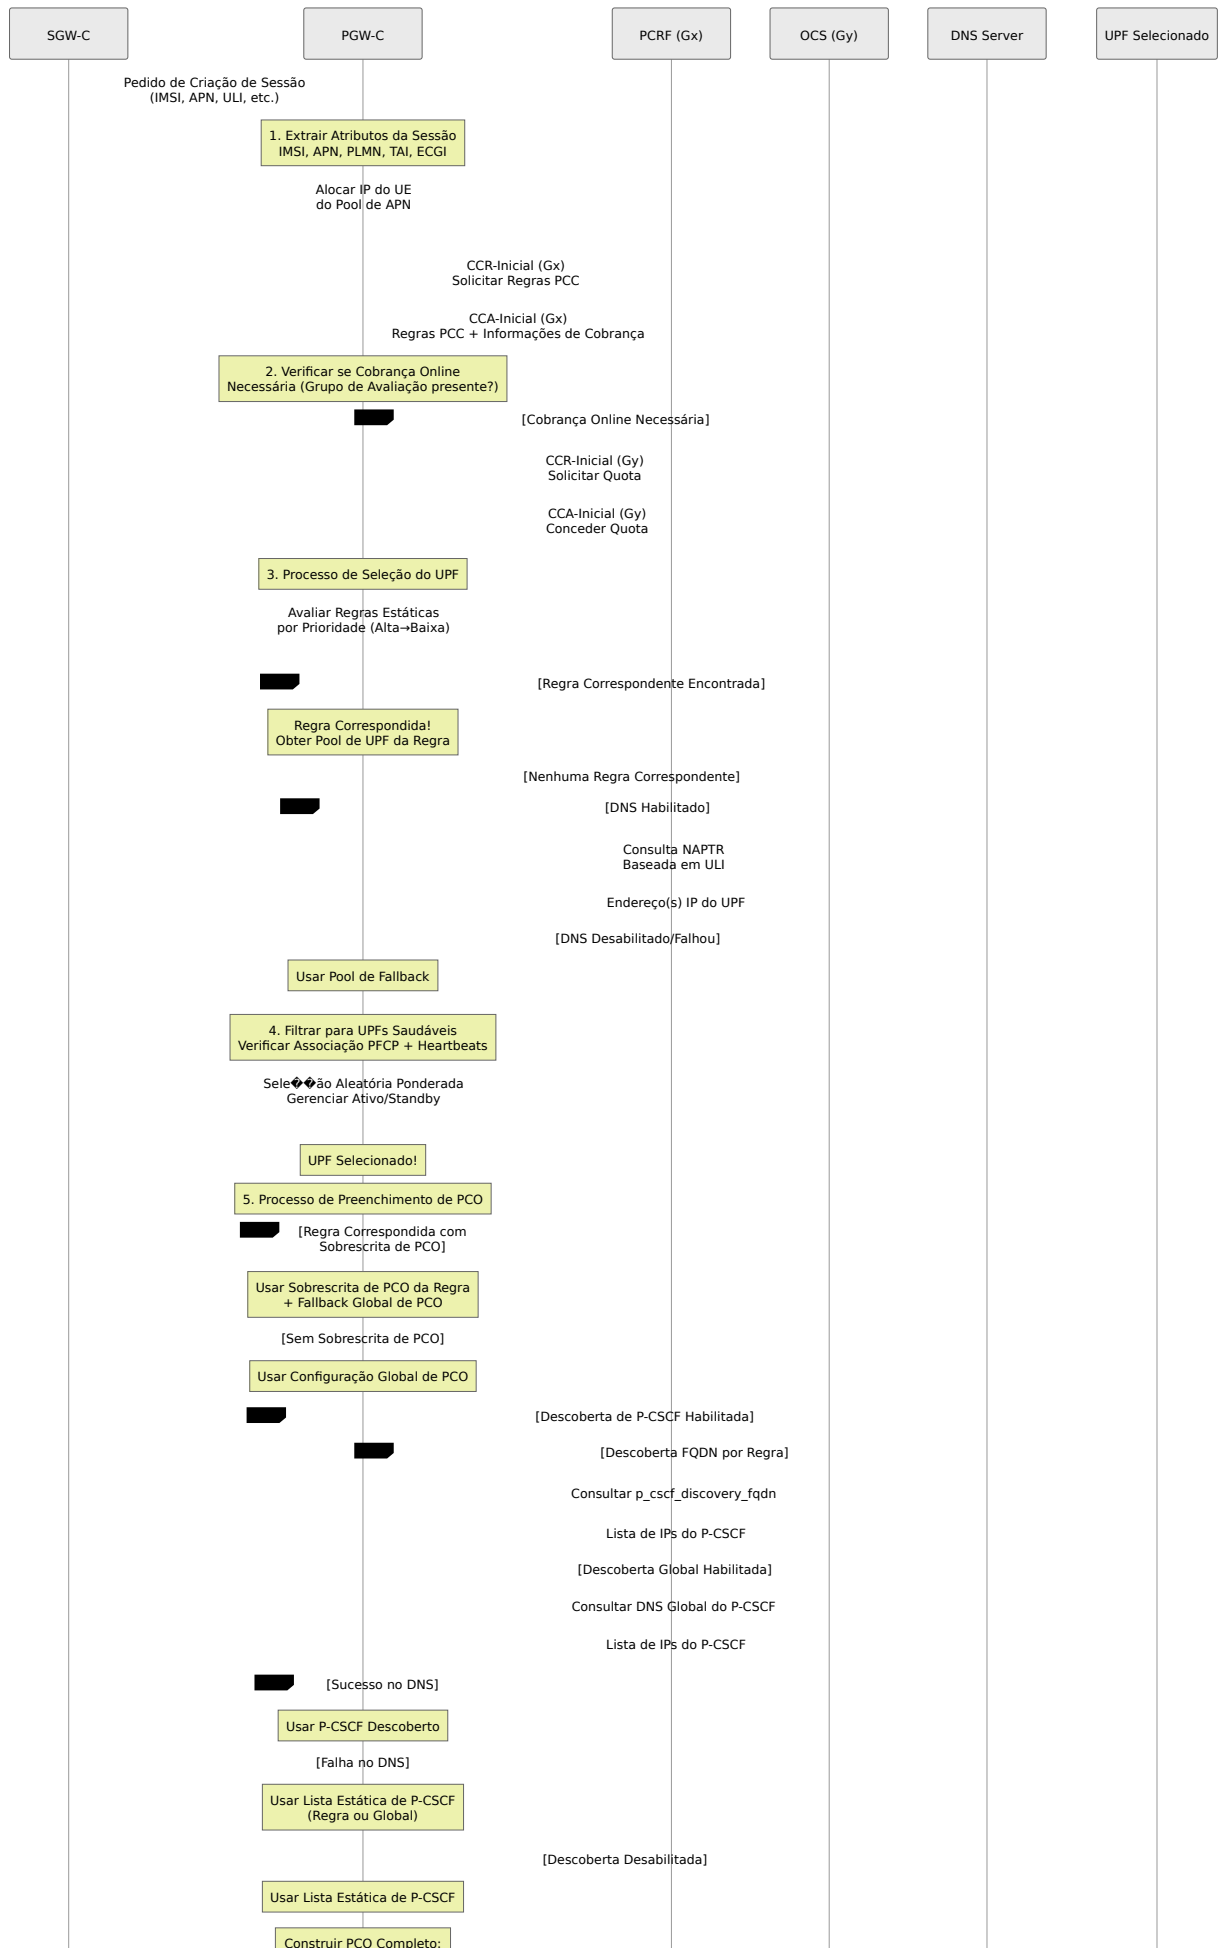 SGW-C
PGW-C
PCRF (Gx)
OCS (Gy)
DNS Server
UPF Selecionado
Pedido de Criação de Sessão
(IMSI, APN, ULI, etc.)
1. Extrair Atributos da Sessão
IMSI, APN, PLMN, TAI, ECGI
Alocar IP do UE
do Pool de APN
CCR-Inicial (Gx)
Solicitar Regras PCC
CCA-Inicial (Gx)
Regras PCC + Informações de Cobrança
2. Verificar se Cobrança Online
Necessária (Grupo de Avaliação presente?)
[Cobrança Online Necessária]
CCR-Inicial (Gy)
Solicitar Quota
CCA-Inicial (Gy)
Conceder Quota
3. Processo de Seleção do UPF
Avaliar Regras Estáticas
por Prioridade (Alta→Baixa)
[Regra Correspondente Encontrada]
Regra Correspondida!
Obter Pool de UPF da Regra
[Nenhuma Regra Correspondente]
[DNS Habilitado]
Consulta NAPTR
Baseada em ULI
Endereço(s) IP do UPF
[DNS Desabilitado/Falhou]
Usar Pool de Fallback
4. Filtrar para UPFs Saudáveis
Verificar Associação PFCP + Heartbeats
Sele��ão Aleatória Ponderada
Gerenciar Ativo/Standby
UPF Selecionado!
5. Processo de Preenchimento de PCO
[Regra Correspondida com
Sobrescrita de PCO]
Usar Sobrescrita de PCO da Regra
+ Fallback Global de PCO
[Sem Sobrescrita de PCO]
Usar Configuração Global de PCO
[Descoberta de P-CSCF Habilitada]
[Descoberta FQDN por Regra]
Consultar p_cscf_discovery_fqdn
Lista de IPs do P-CSCF
[Descoberta Global Habilitada]
Consultar DNS Global do P-CSCF
Lista de IPs do P-CSCF
[Sucesso no DNS]
Usar P-CSCF Descoberto
[Falha no DNS]
Usar Lista Estática de P-CSCF
(Regra ou Global)
[Descoberta Desabilitada]
Usar Lista Estática de P-CSCF
Construir PCO Completo: